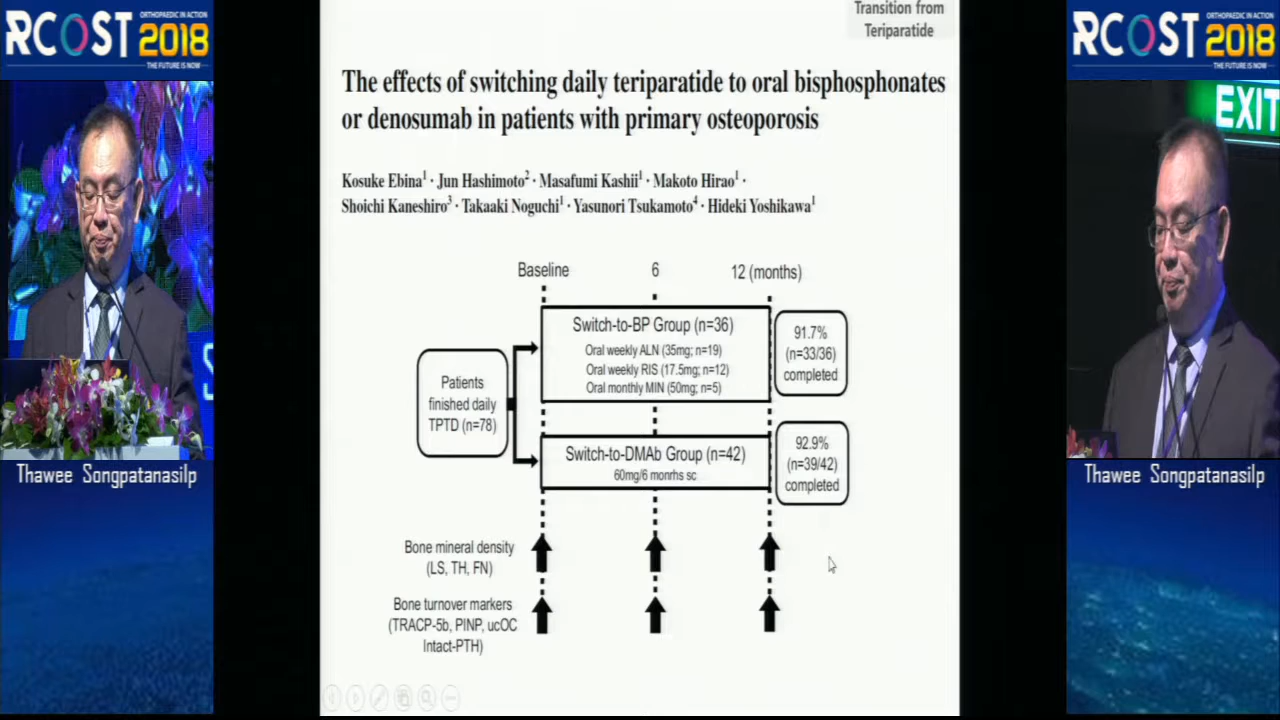 RCOST
ORTHOPAEDIC IN ACTION
2018
THE FUTURE IS NOW
Thawee Songpatanasilp
Transition from
Teriparatide
The effects of switching daily teriparatide to oral bisphosphonates
or denosumab in patients with primary osteoporosis
Kosuke Ebina1 · Jun Hashimoto2 · Masafumi Kashii1 · Makoto Hirao1 ·
Shoichi Kaneshiro3 · Takaaki Noguchi1 · Yasunori Tsukamoto4 · Hideki Yoshikawa1
Baseline
6
12 (months)
Switch-to-BP Group (n=36)
Oral weekly ALN (35mg; n=19)
Oral weekly RIS (17.5mg; n=12)
Oral monthly MIN (50mg; n=5)
91.7%
(n=33/36)
completed
Patients
finished daily
TPTD (n=78)
Switch-to-DMAb Group (n=42)
60mg/6 monrhs sc
92.9%
(n=39/42)
completed
Bone mineral density
(LS, TH, FN)
Bone turnover markers
(TRACP-5b, PINP, ucOC
Intact-PTH)
RCOST
ORTHOPAEDIC IN ACTION
2018
THE FUTURE IS NOW
EXIT
Thawee Songpatanasilp